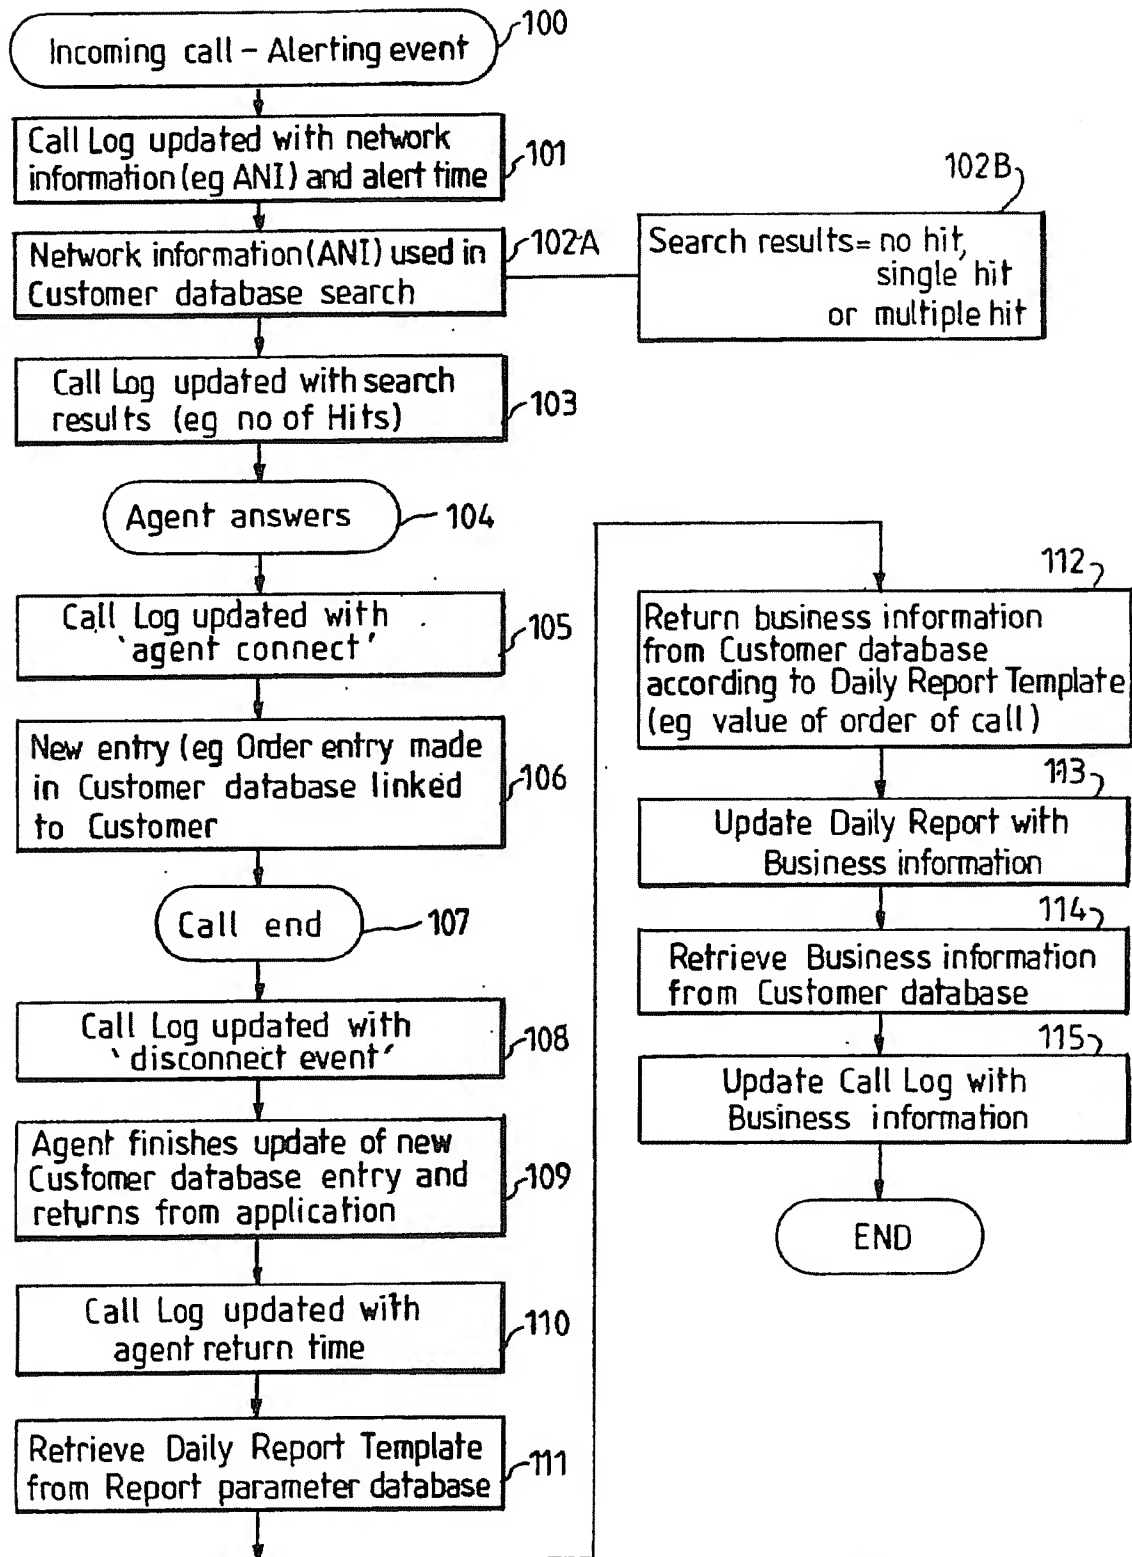 Incoming call – Alerting event
100
Call Log updated with network
information (eg ANI) and alert time
101
Network information (ANI) used in
Customer database search
102A
102B
Search results = no hit,
single hit
or multiple hit
Call Log updated with search
results (eg no of Hits)
103
Agent answers
104
Call Log updated with
'agent connect'
105
New entry (eg Order entry made
in Customer database linked
to Customer
106
Call end
107
Call Log updated with
'disconnect event'
108
Agent finishes update of new
Customer database entry and
returns from application
109
Call Log updated with
agent return time
110
Retrieve Daily Report Template
from Report parameter database
111
112
Return business information
from Customer database
according to Daily Report Template
(eg value of order of call)
113
Update Daily Report with
Business information
114
Retrieve Business information
from Customer database
115
Update Call Log with
Business information
END